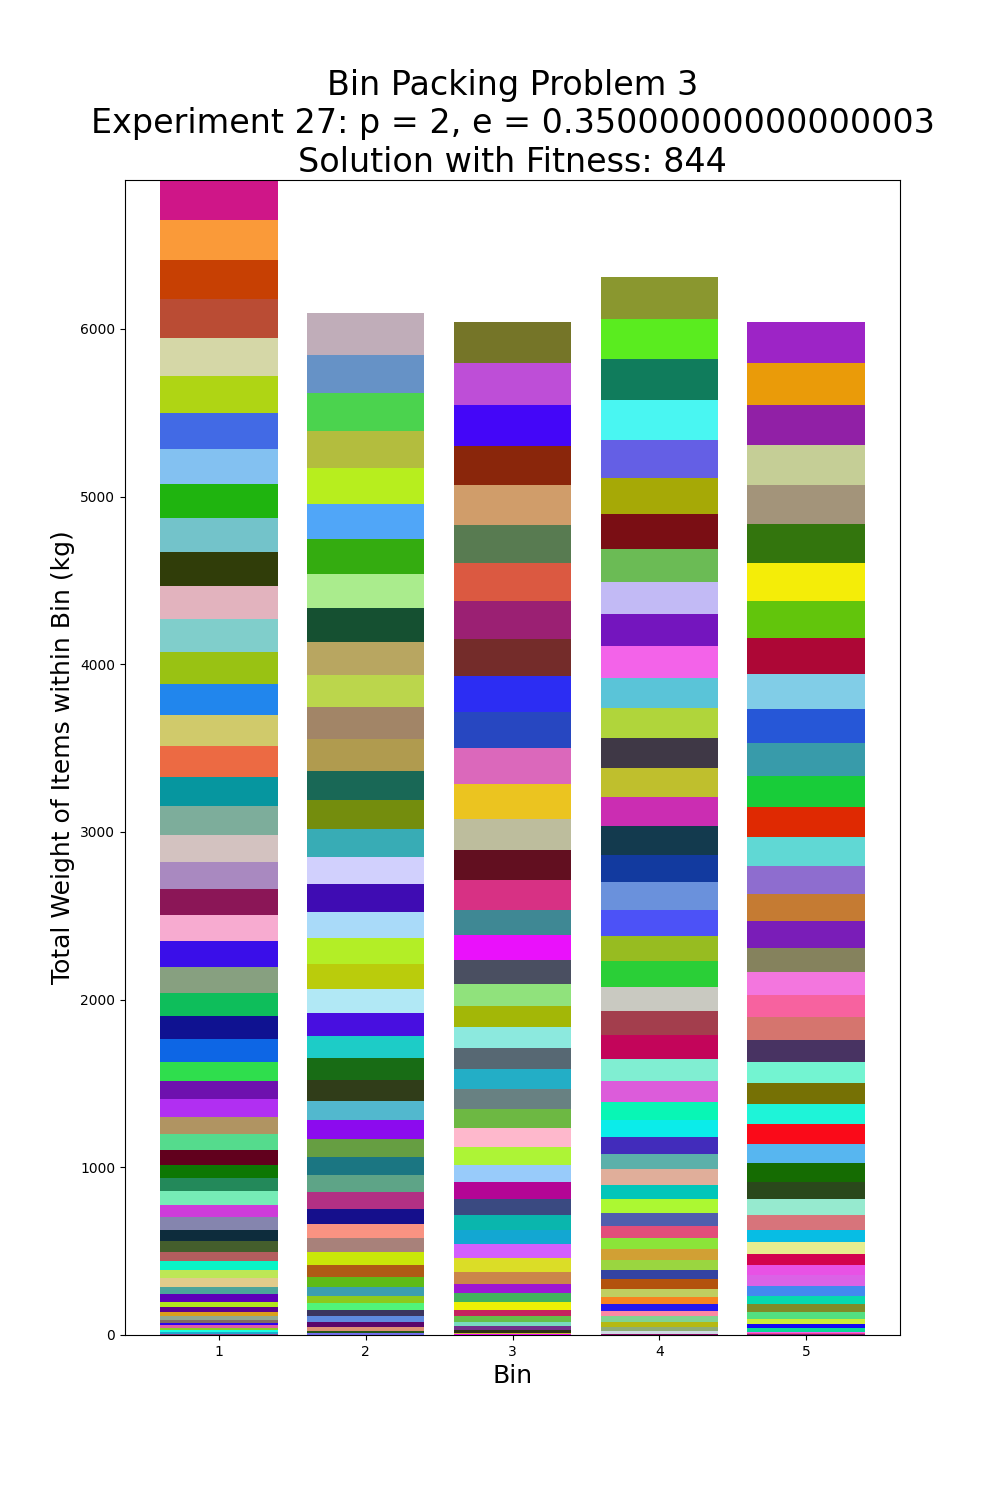 Bin Packing Problem 3
Experiment 27: p = 2, e = 0.35000000000000003
Solution with Fitness: 844
Total Weight of Items within Bin (kg)
6000
5000
4000
3000
2000
1000
0
1 2 3 4 5
Bin